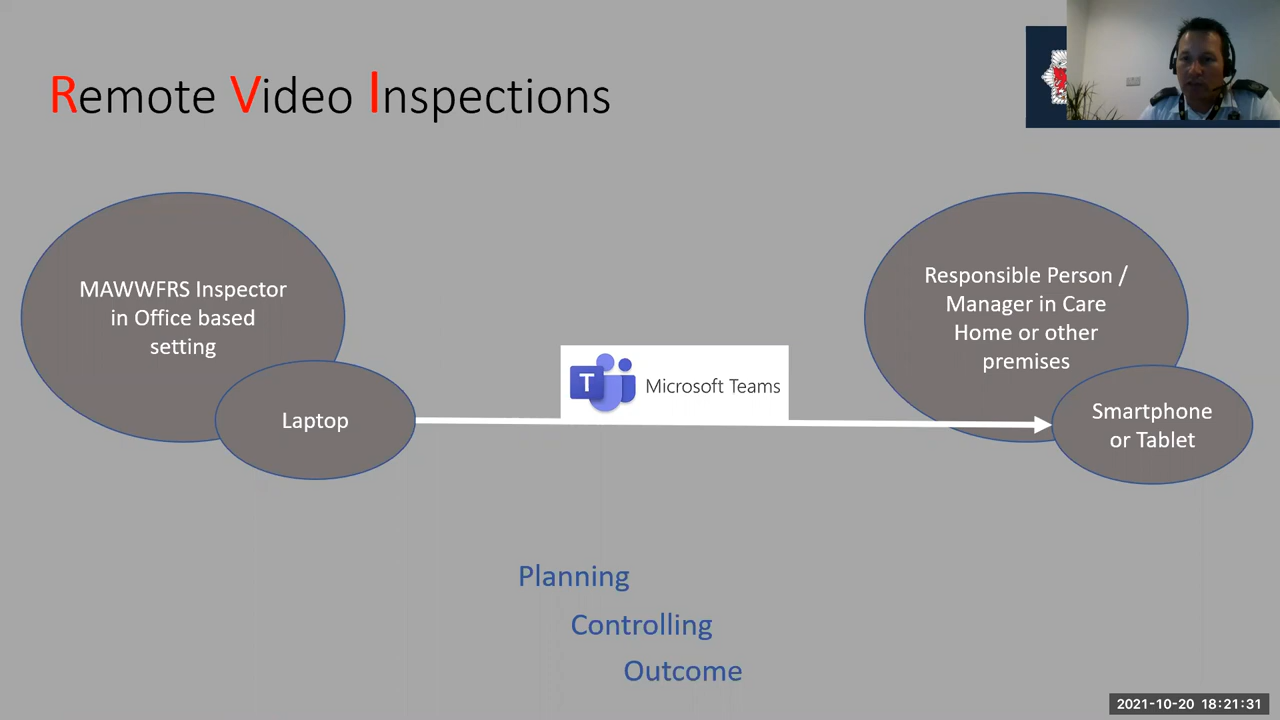 Remote Video Inspections
MAWWFRS Inspector
in Office based
setting
Laptop
Microsoft Teams
Responsible Person /
Manager in Care
Home or other
premises
Smartphone
or Tablet
Planning
Controlling
Outcome
2021-10-20 18:21:31